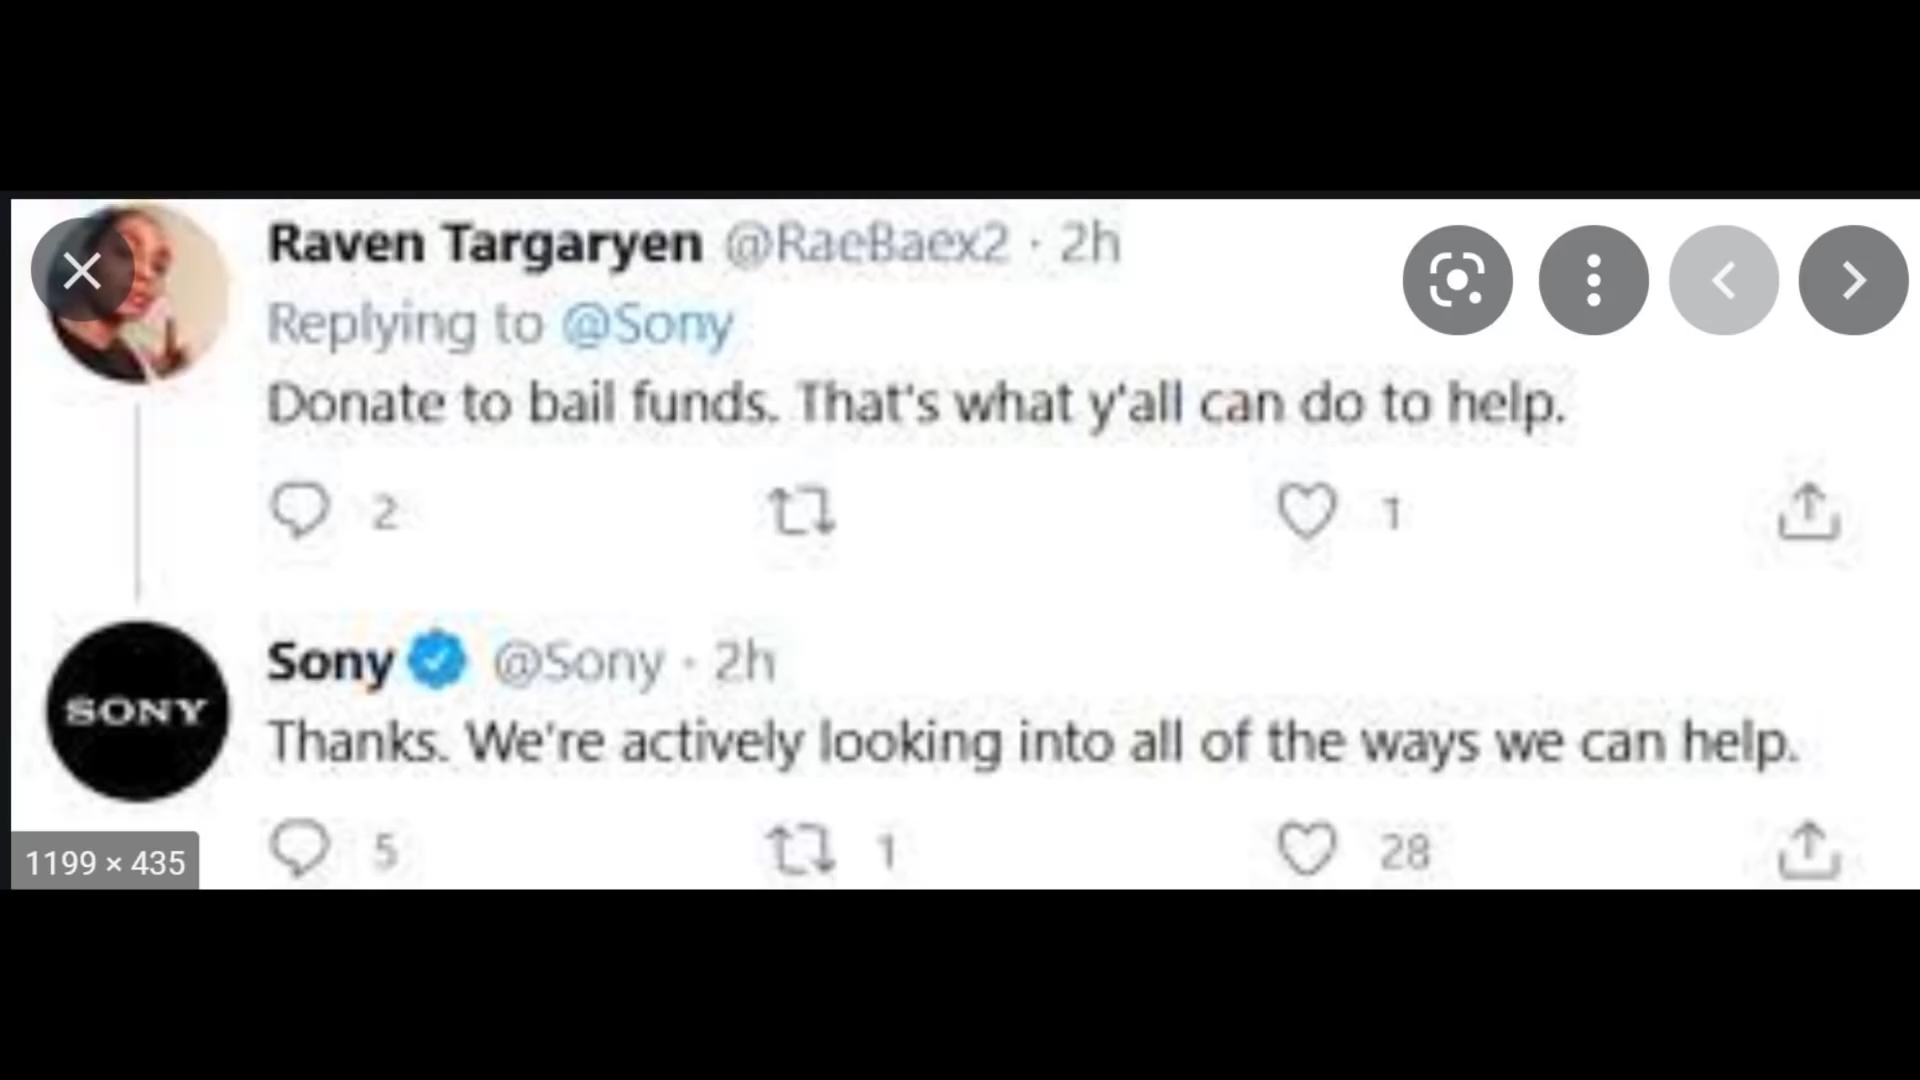 Raven Targaryen @RaeBaex2 · 2h
Replying to @Sony
Donate to bail funds. That's what y'all can do to help.
2 1
SONY
Sony @Sony · 2h
Thanks. We're actively looking into all of the ways we can help.
5 1 28
1199 × 435